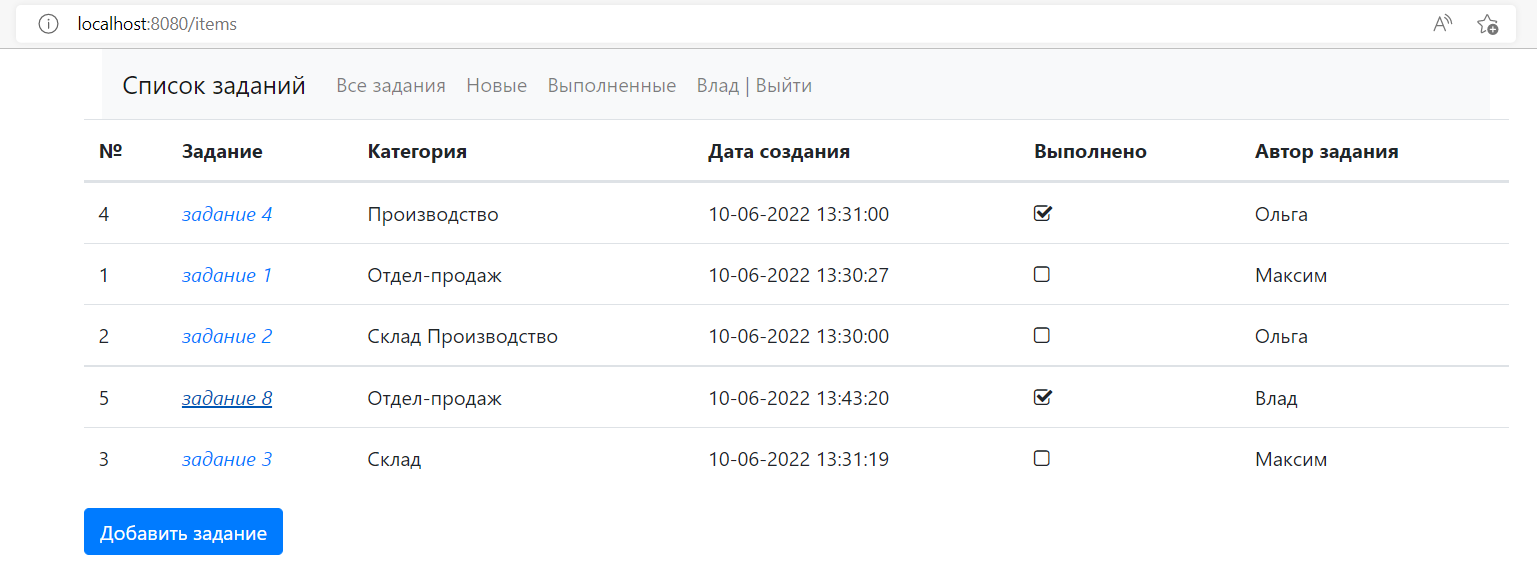 localhost:8080/items
Список заданий Все задания Новые Выполненные Влад | Выйти
№ Задание Категория Дата создания Выполнено Автор задания
4 задание 4 Производство 10-06-2022 13:31:00 Ольга
1 задание 1 Отдел-продаж 10-06-2022 13:30:27 Максим
2 задание 2 Склад Производство 10-06-2022 13:30:00 Ольга
5 задание 8 Отдел-продаж 10-06-2022 13:43:20 Влад
3 задание 3 Склад 10-06-2022 13:31:19 Максим
Добавить задание